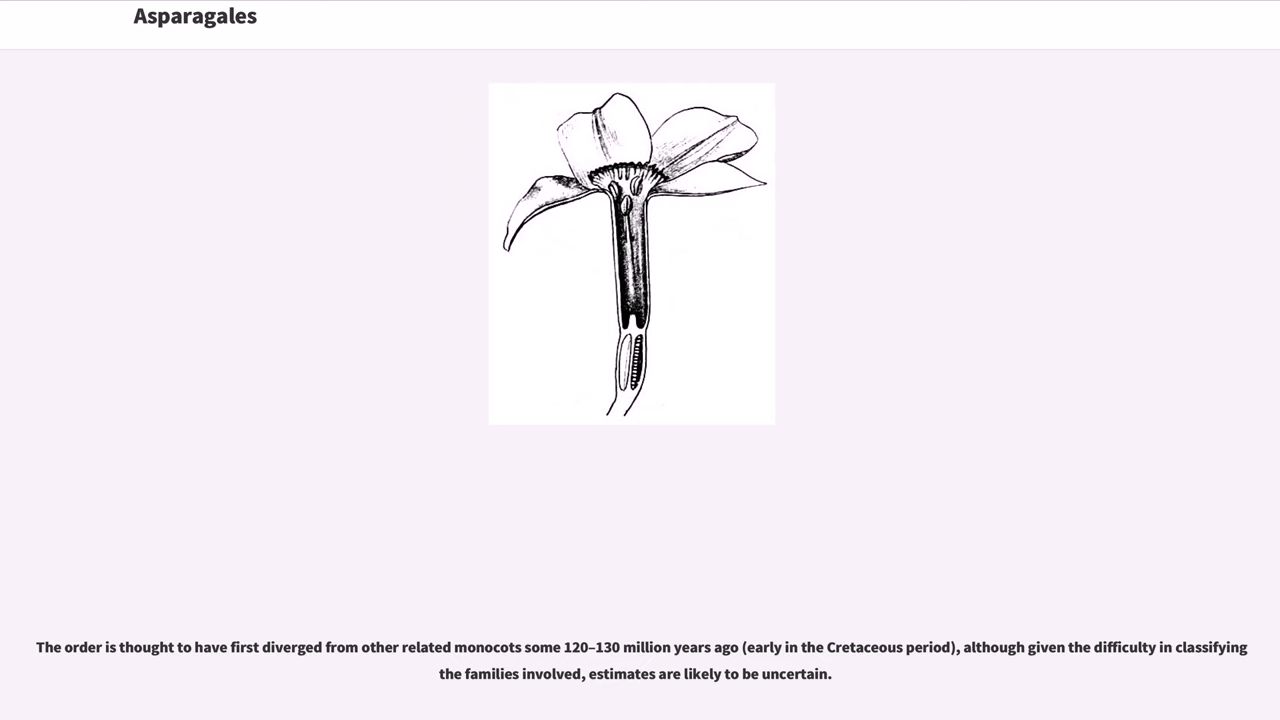 Asparagales
The order is thought to have first diverged from other related monocots some 120–130 million years ago (early in the Cretaceous period), although given the difficulty in classifying
the families involved, estimates are likely to be uncertain.